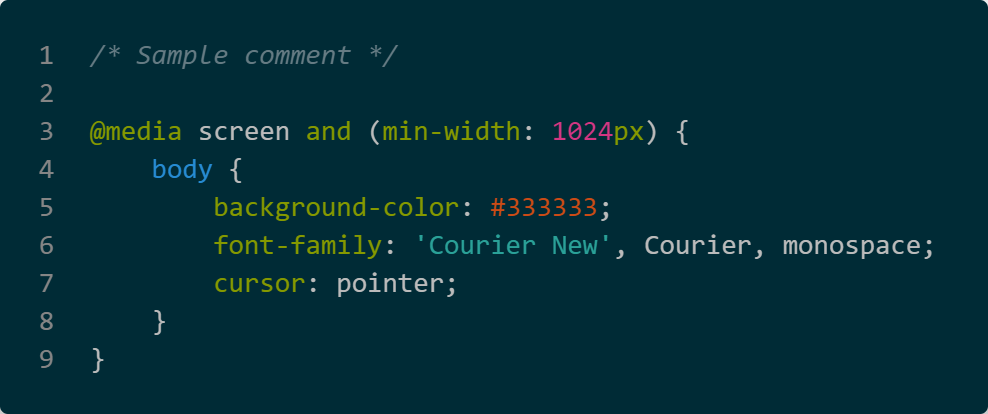 1 /* Sample comment */
2
3 @media screen and (min-width: 1024px) {
4     body {
5         background-color: #333333;
6         font-family: 'Courier New', Courier, monospace;
7         cursor: pointer;
8     }
9 }